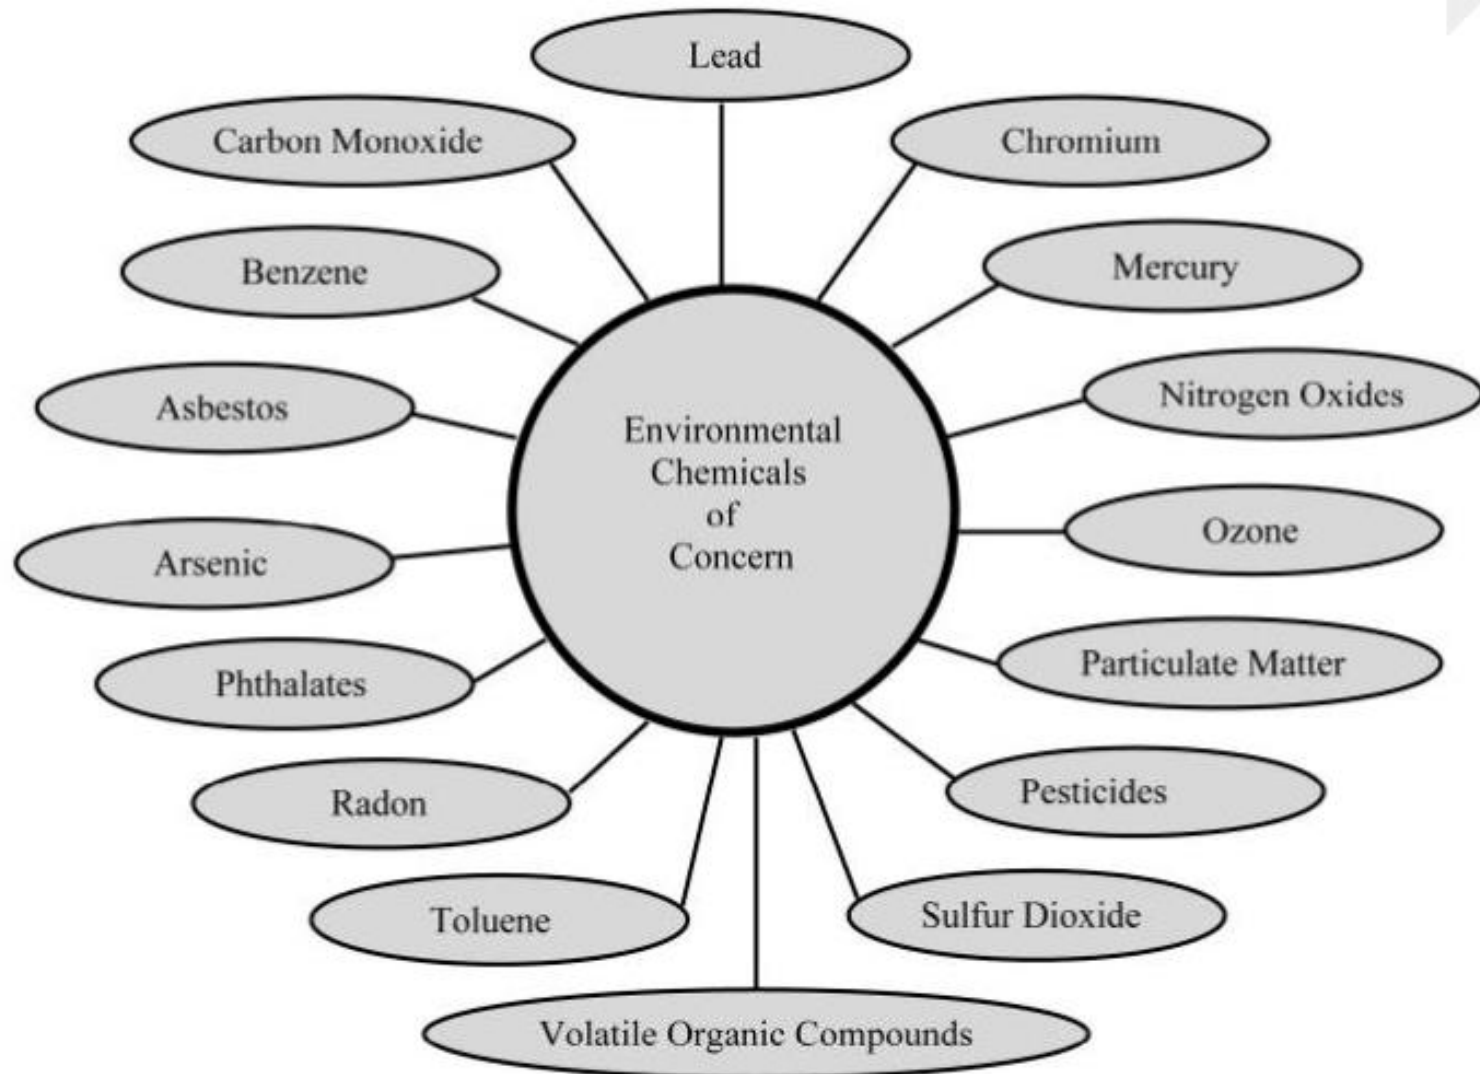 Lead
Carbon Monoxide
Chromium
Benzene
Mercury
Asbestos
Nitrogen Oxides
Environmental
Chemicals
of
Concern
Arsenic
Ozone
Phthalates
Particulate Matter
Radon
Pesticides
Toluene
Sulfur Dioxide
Volatile Organic Compounds